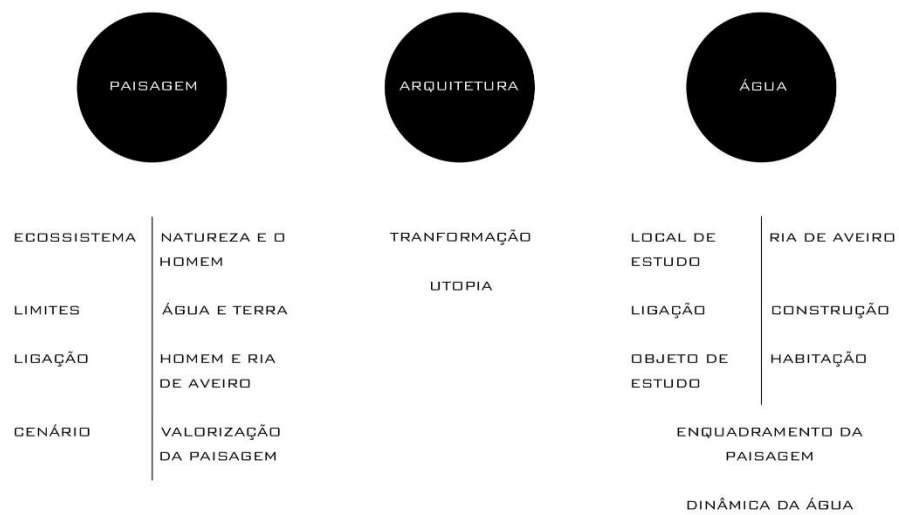 PAISAGEM
ARQUITETURA
ÁGUA
ECOSSISTEMA
NATUREZA E O
HOMEM
LIMITES
ÁGUA E TERRA
LIGAÇÃO
HOMEM E RIA
DE AVEIRO
CENÁRIO
VALORIZAÇÃO
DA PAISAGEM
TRANFORMAÇÃO
UTOPIA
LOCAL DE
ESTUDO
RIA DE AVEIRO
LIGAÇÃO
CONSTRUÇÃO
OBJETO DE
ESTUDO
HABITAÇÃO
ENQUADRAMENTO DA
PAISAGEM
DINÂMICA DA ÁGUA